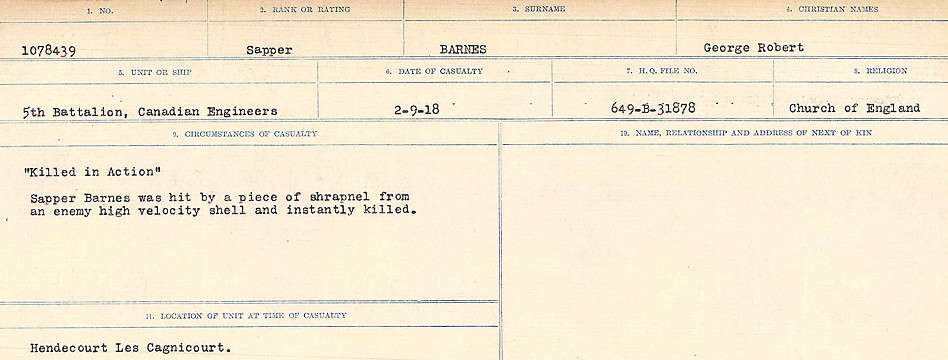 1. NO. 2. RANK OR RATING 3. SURNAME 4. CHRISTIAN NAMES
1078439 Sapper BARNES George Robert
5. UNIT OR SHIP 6. DATE OF CASUALTY 7. H. Q. FILE NO. 8. RELIGION
5th Battalion, Canadian Engineers 2-9-18 649-B-31878 Church of England
9. CIRCUMSTANCES OF CASUALTY 10. NAME, RELATIONSHIP AND ADDRESS OF NEXT OF KIN
"Killed in Action"
Sapper Barnes was hit by a piece of shrapnel from
an enemy high velocity shell and instantly killed.
11. LOCATION OF UNIT AT TIME OF CASUALTY
Hendecourt Les Cagnicourt.